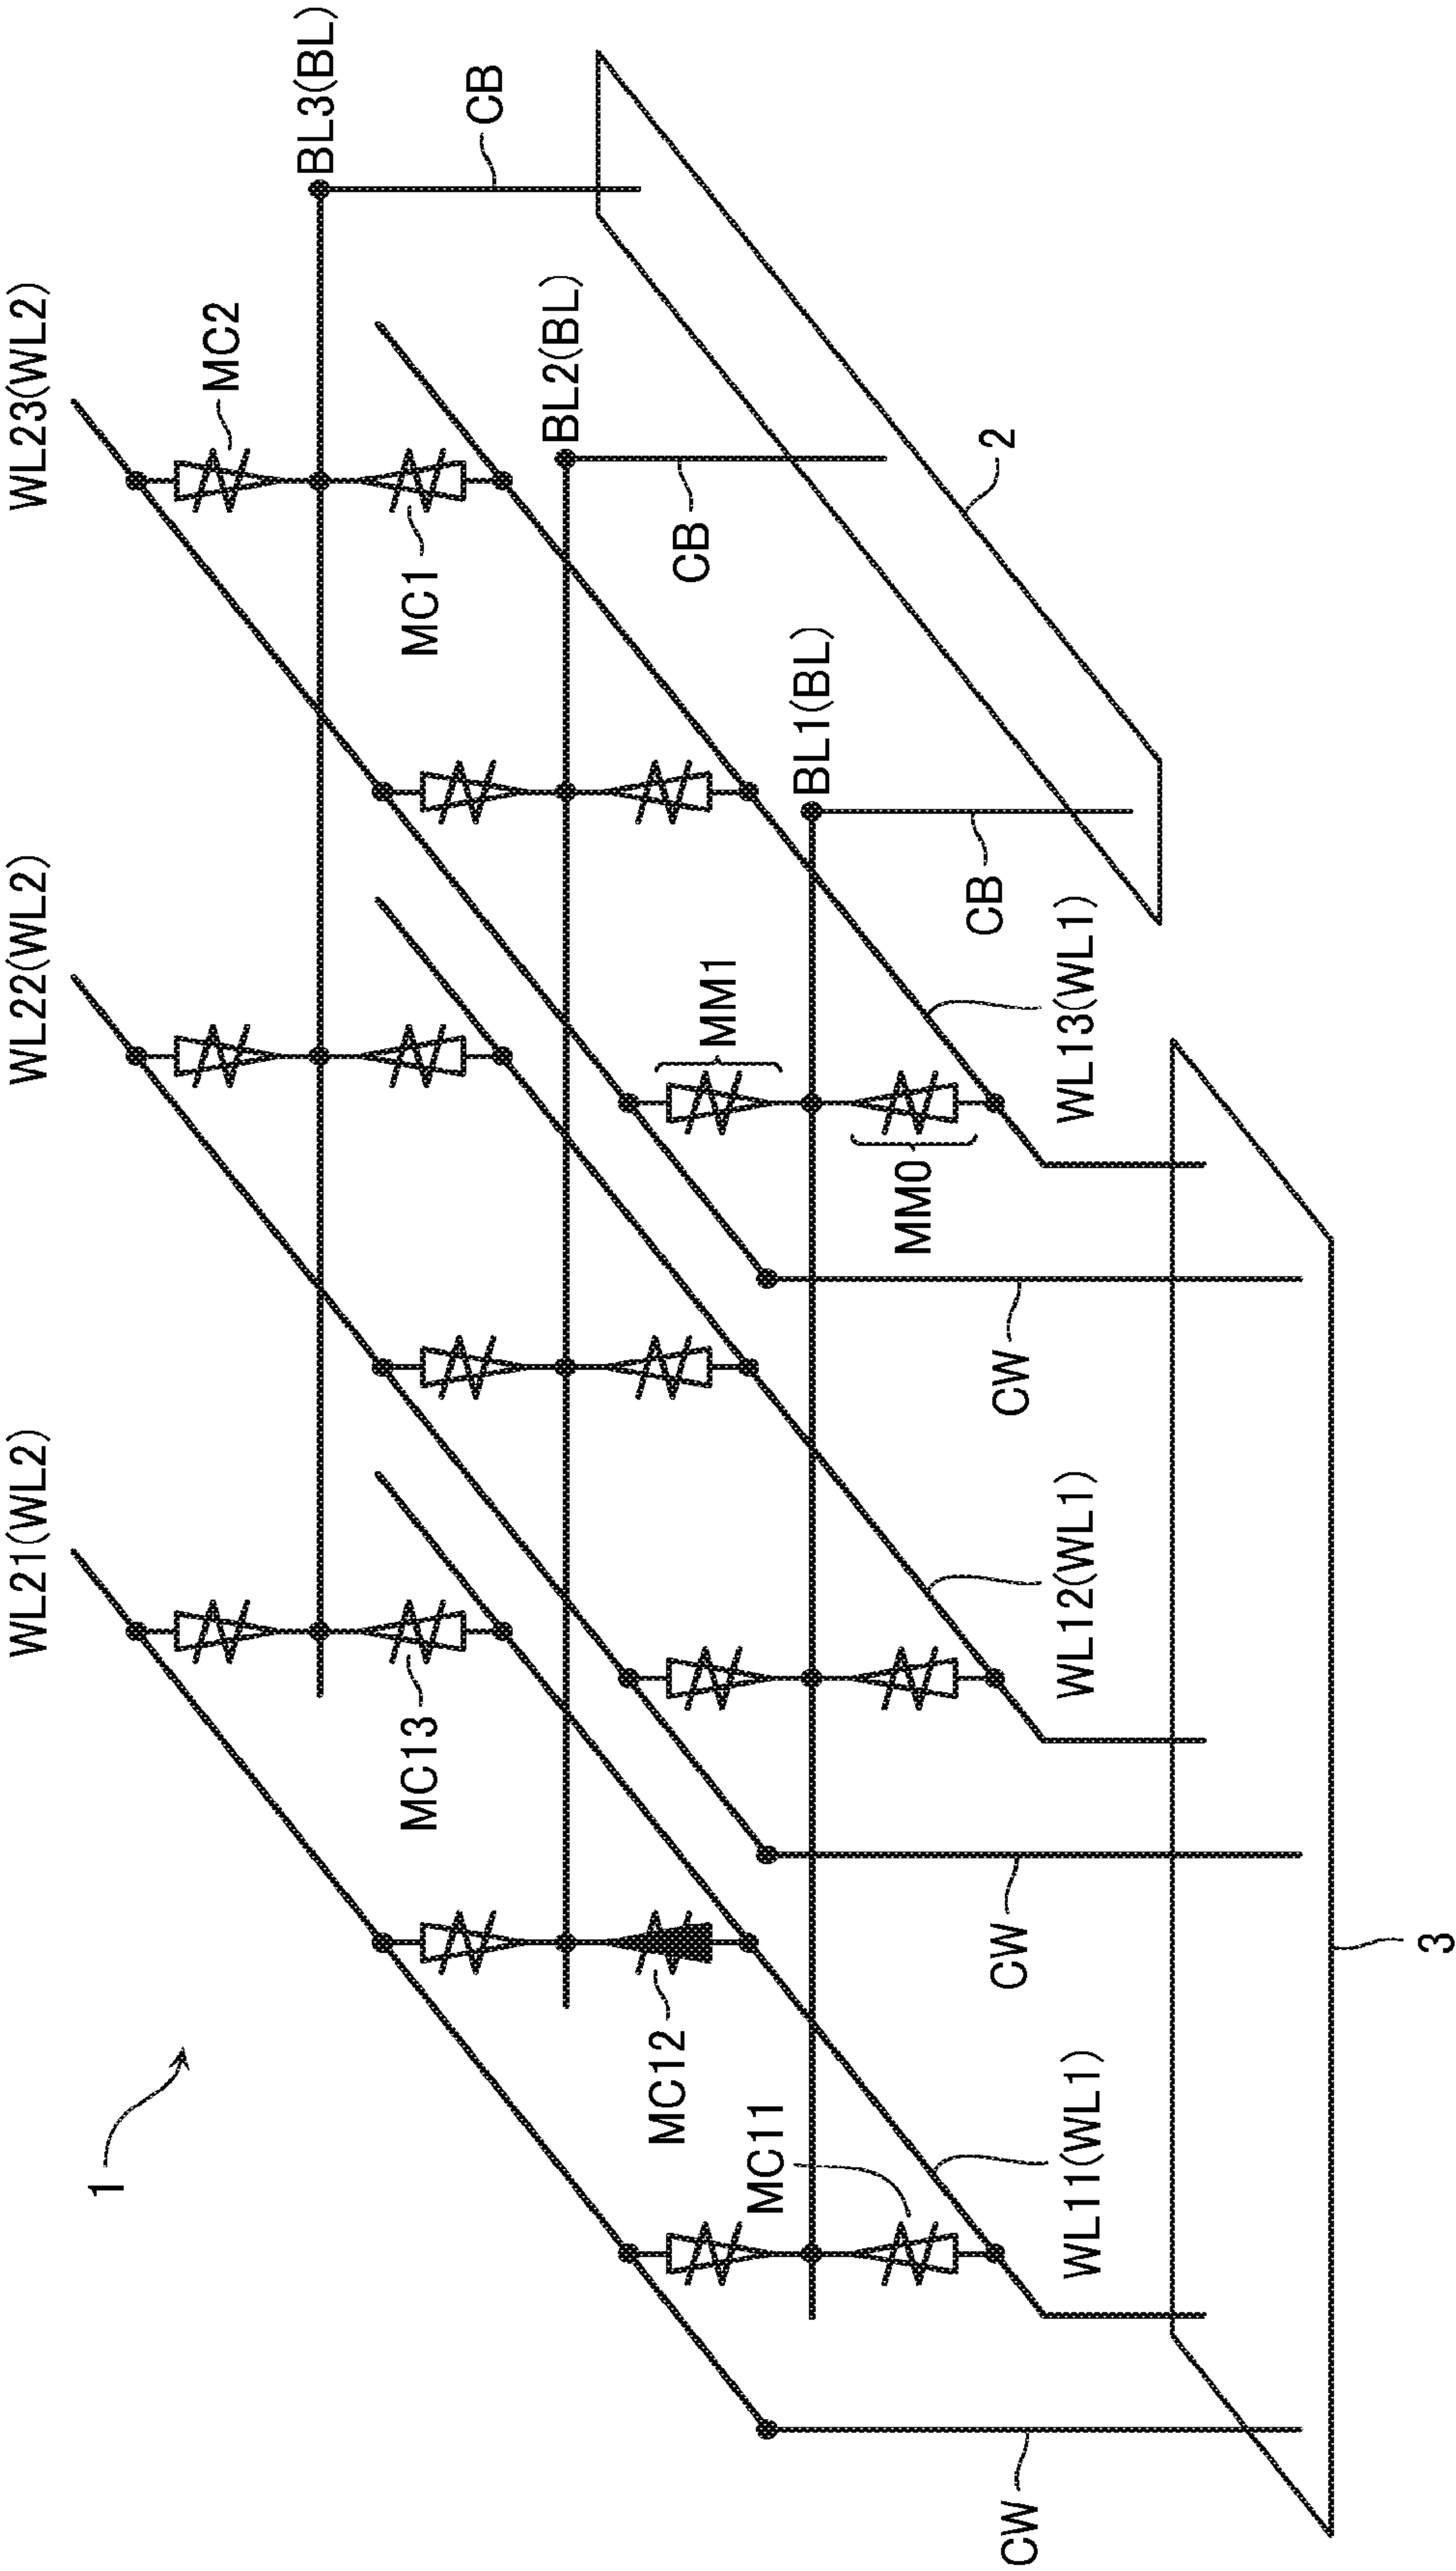 1
WL21(WL2)
WL22(WL2)
WL23(WL2)
MC2
BL3(BL)
CB
MC13
MC1
BL2(BL)
CB
MC12
MM1
BL1(BL)
2
MC11
MM0
CB
WL11(WL1)
WL12(WL1)
WL13(WL1)
CW
CW
CW
3